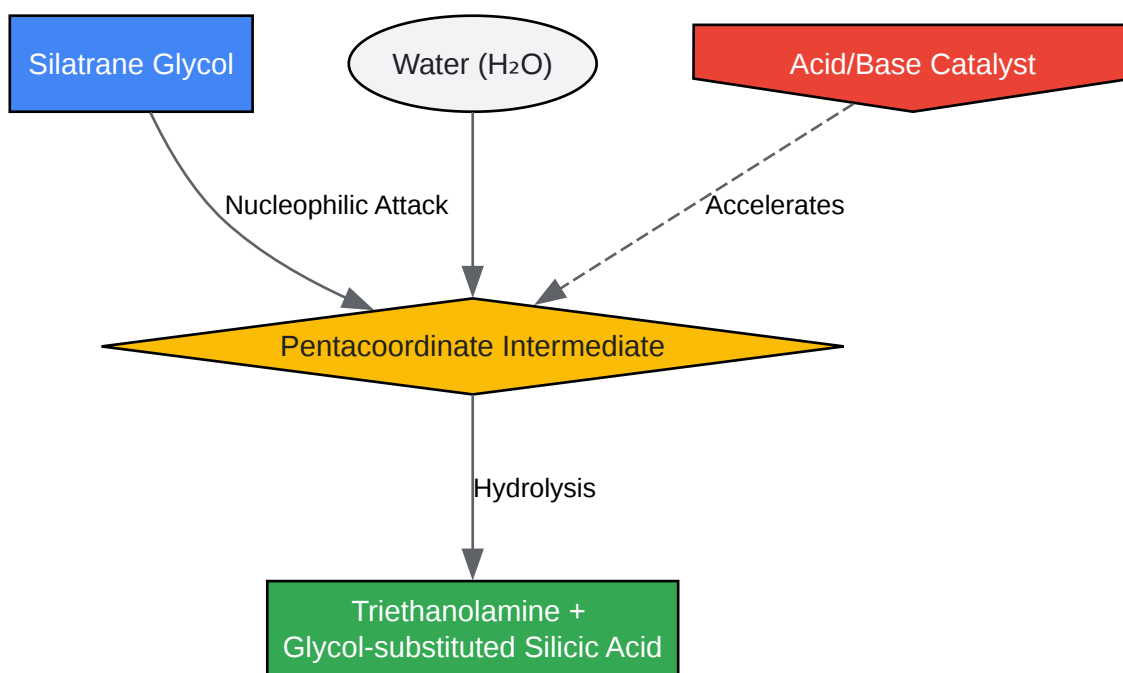 Silatrane Glycol
Water (H₂O)
Acid/Base Catalyst
Nucleophilic Attack
Accelerates
Pentacoordinate Intermediate
Hydrolysis
Triethanolamine +
Glycol-substituted Silicic Acid